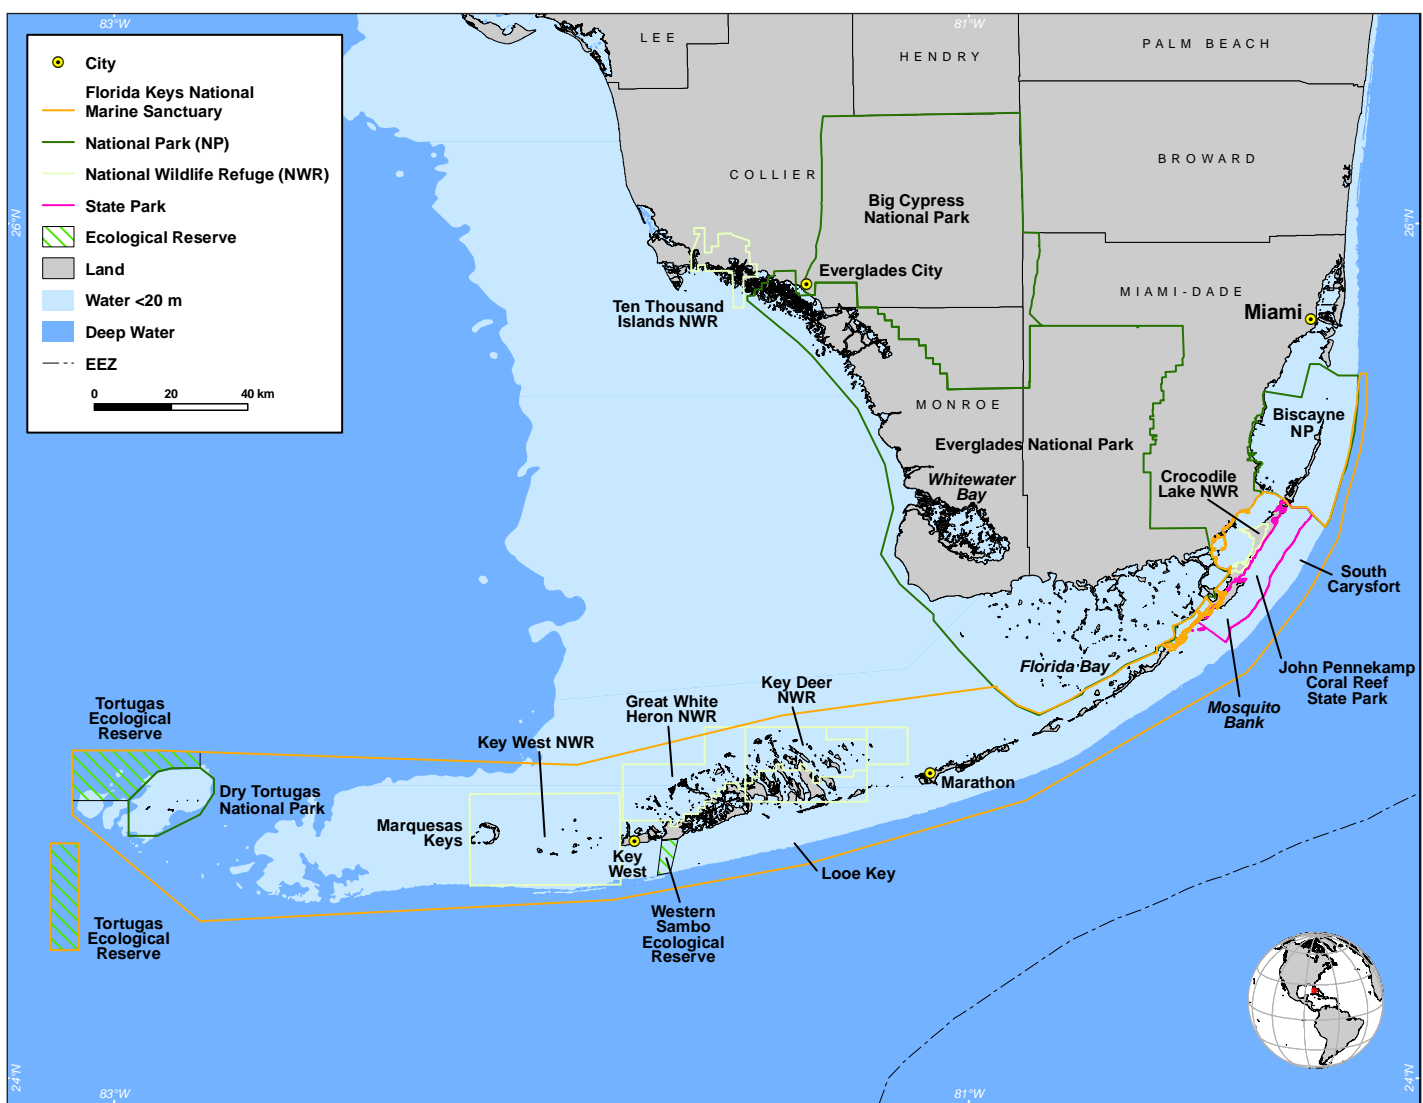 83°W
81°W
LEE
HENDRY
PALM BEACH
City
Florida Keys National
Marine Sanctuary
National Park (NP)
National Wildlife Refuge (NWR)
State Park
Ecological Reserve
Land
Water <20 m
Deep Water
EEZ
0 20 40 km
26°N
26°N
COLLIER
BROWARD
Big Cypress
National Park
Everglades City
MIAMI-DADE
Ten Thousand
Islands NWR
Miami
MONROE
Biscayne
NP
Everglades National Park
Whitewater
Bay
Crocodile
Lake NWR
South
Carysfort
Florida Bay
John Pennekamp
Coral Reef
State Park
Mosquito
Bank
Key Deer
NWR
Great White
Heron NWR
Tortugas
Ecological
Reserve
Key West NWR
Dry Tortugas
National Park
Marathon
Marquesas
Keys
Key
West
Looe Key
Western
Sambo
Ecological
Reserve
Tortugas
Ecological
Reserve
24°N
24°N
83°W
81°W